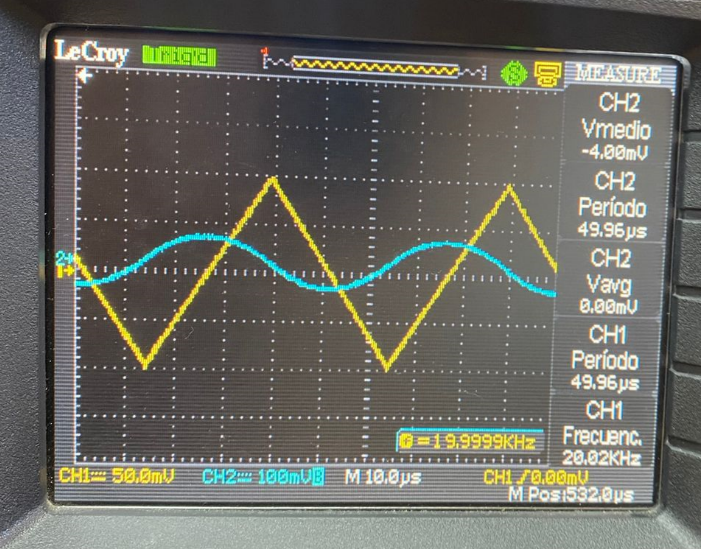 LeCroy
MEASURE
CH2
Vmedio
-4.00mV
CH2
Período
49.96µs
CH2
Vavg
0.00mV
CH1
Período
49.96µs
CH1
Frecuenc.
20.02KHz
2
1
=19.9999KHz
CH1 50.0mV CH2 100mV B M 10.0µs CH1 / 0.00mV
M Pos:532.0µs